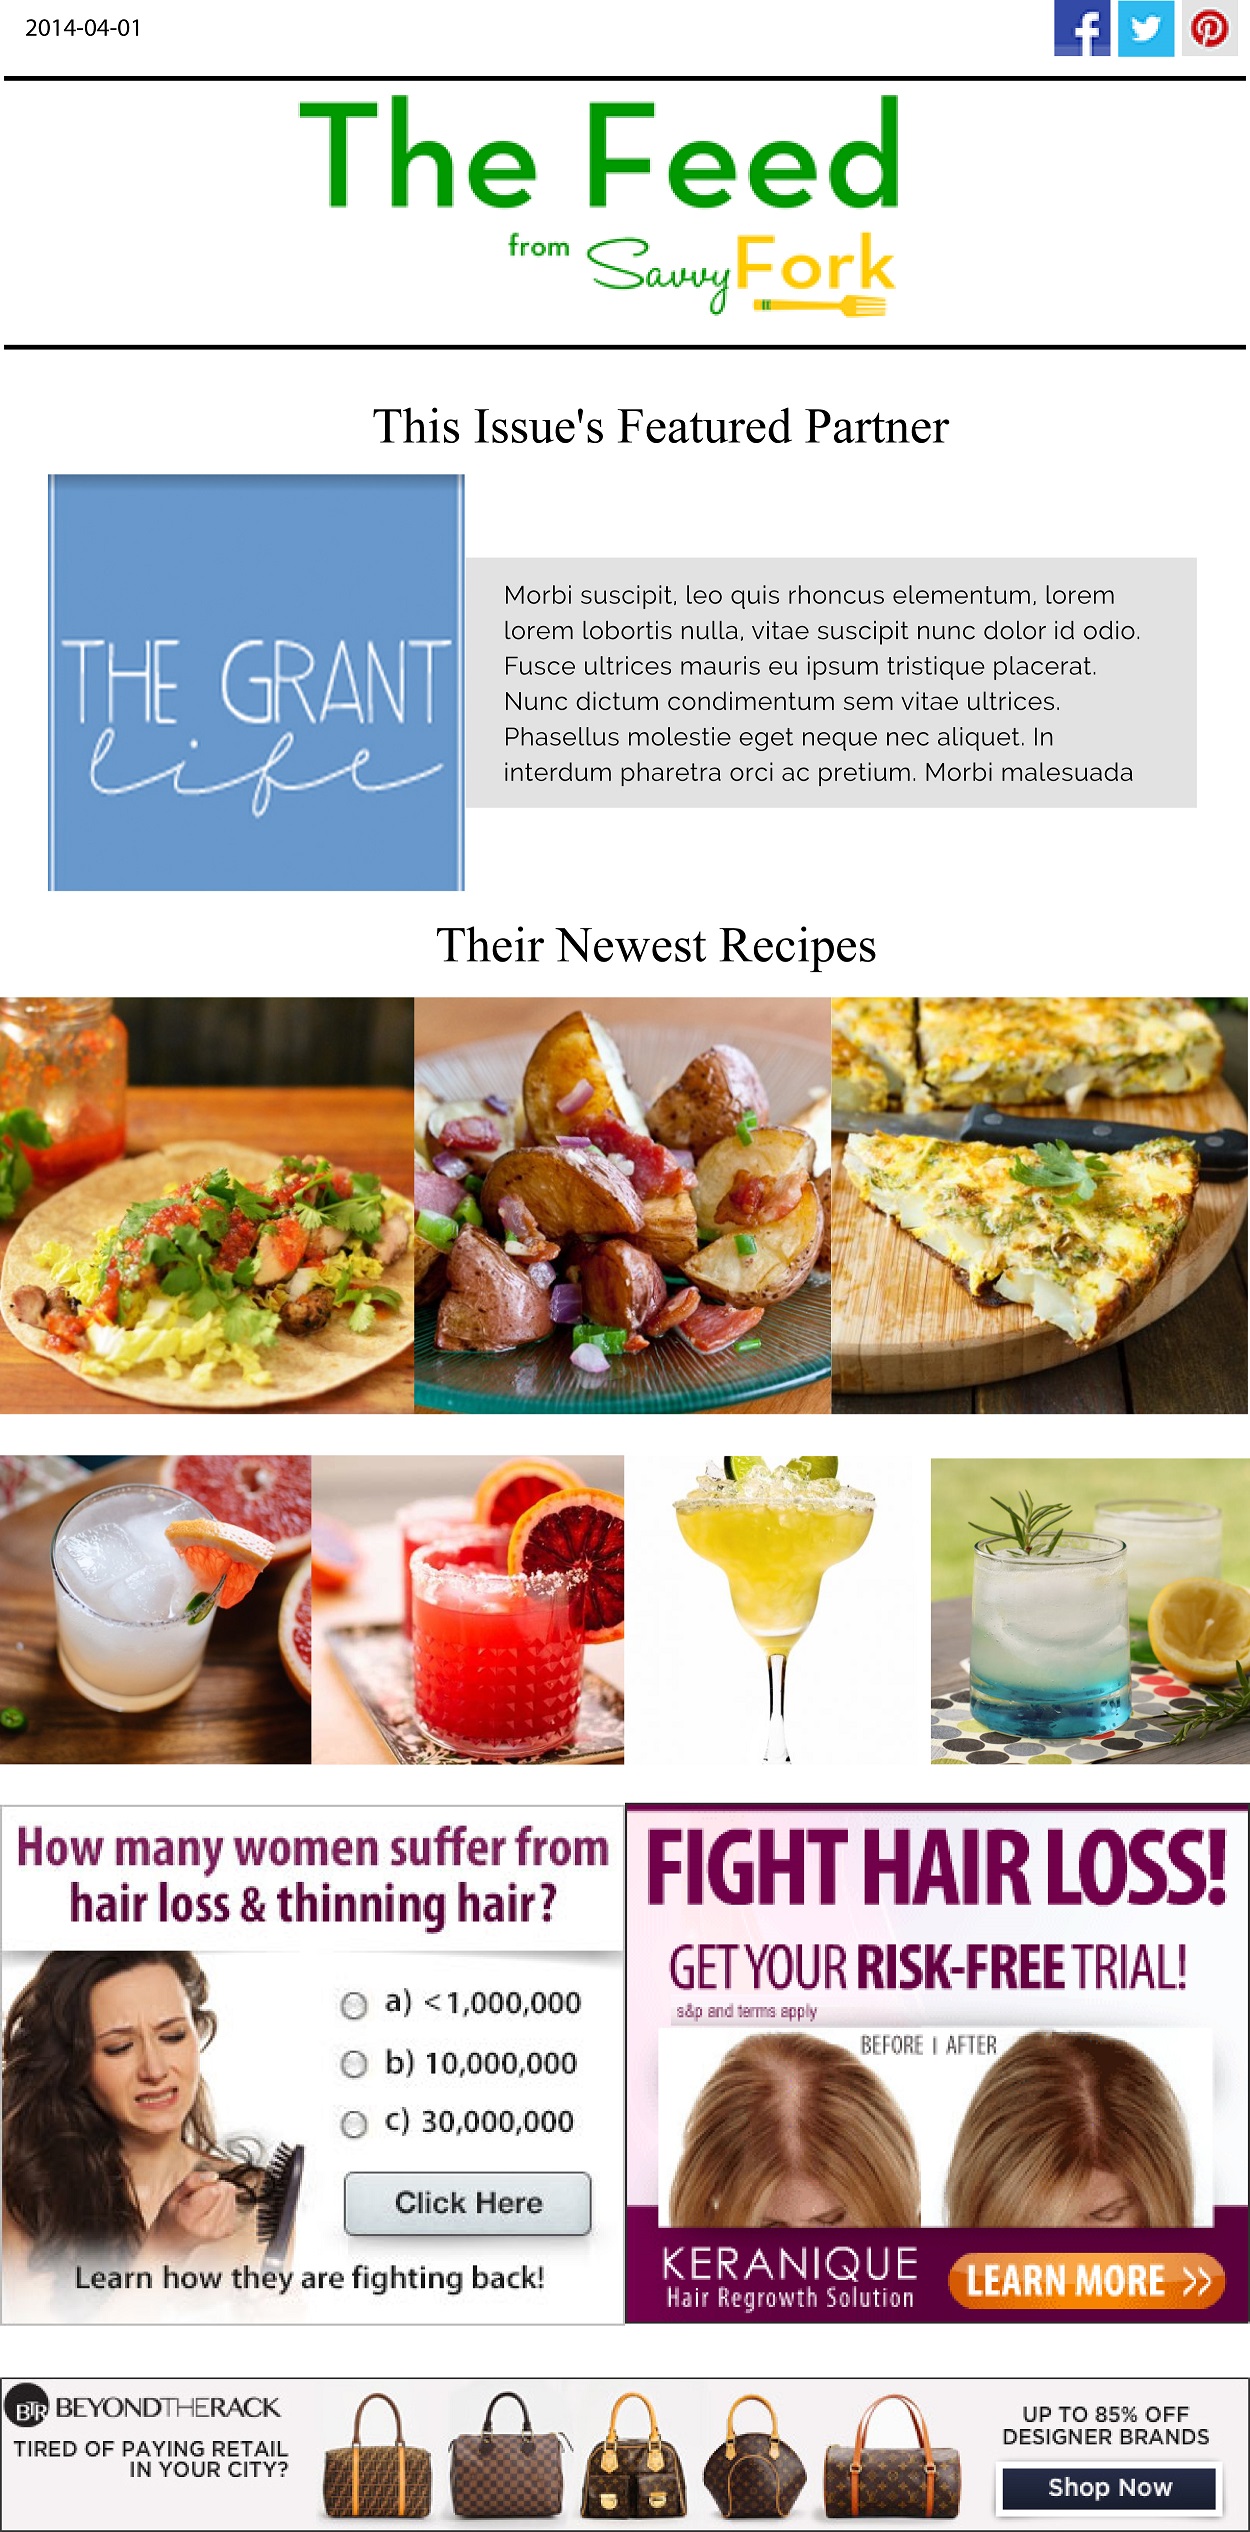 2014-04-01
The Feed
from Savvy Fork
This Issue's Featured Partner
THE GRANT
life
Morbi suscipit, leo quis rhoncus elementum, lorem
lorem lobortis nulla, vitae suscipit nunc dolor id odio.
Fusce ultrices mauris eu ipsum tristique placerat.
Nunc dictum condimentum sem vitae ultrices.
Phasellus molestie eget neque nec aliquet. In
interdum pharetra orci ac pretium. Morbi malesuada
Their Newest Recipes
How many women suffer from
hair loss & thinning hair?
a) <1,000,000
b) 10,000,000
c) 30,000,000
Click Here
Learn how they are fighting back!
FIGHT HAIR LOSS!
GET YOUR RISK-FREE TRIAL!
s&p and terms apply
BEFORE | AFTER
KERANIQUE
Hair Regrowth Solution
LEARN MORE >>
BTR BEYONDTHERACK
TIRED OF PAYING RETAIL
IN YOUR CITY?
UP TO 85% OFF
DESIGNER BRANDS
Shop Now